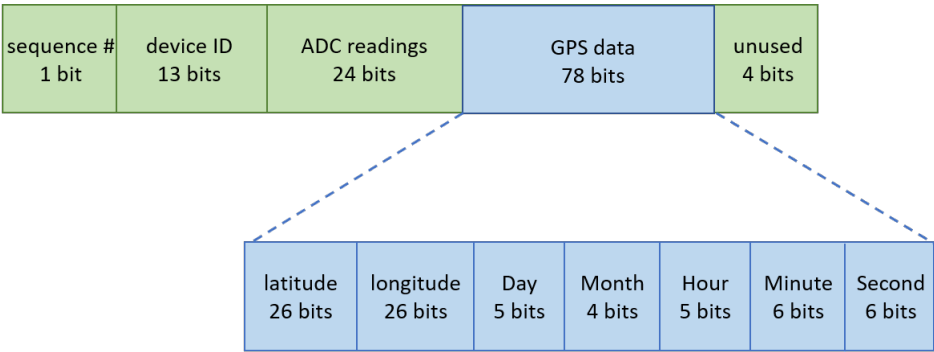 sequence #
1 bit
device ID
13 bits
ADC readings
24 bits
GPS data
78 bits
unused
4 bits
latitude
26 bits
longitude
26 bits
Day
5 bits
Month
4 bits
Hour
5 bits
Minute
6 bits
Second
6 bits